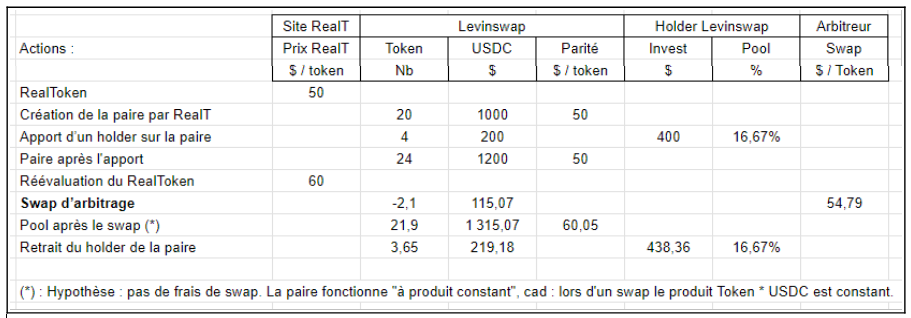 Site RealT Levinswap Holder Levinswap Arbitreur
Actions : Prix RealT Token USDC Parité Invest Pool Swap
$ / token Nb $ $ / token $ % $ / Token
RealToken 50
Création de la paire par RealT 20 1000 50
Apport d'un holder sur la paire 4 200 400 16,67%
Paire après l'apport 24 1200 50
Réévaluation du RealToken 60
Swap d'arbitrage -2,1 115,07 54,79
Pool après le swap (*) 21,9 1 315,07 60,05
Retrait du holder de la paire 3,65 219,18 438,36 16,67%
(*) : Hypothèse : pas de frais de swap. La paire fonctionne "à produit constant", cad : lors d'un swap le produit Token * USDC est constant.